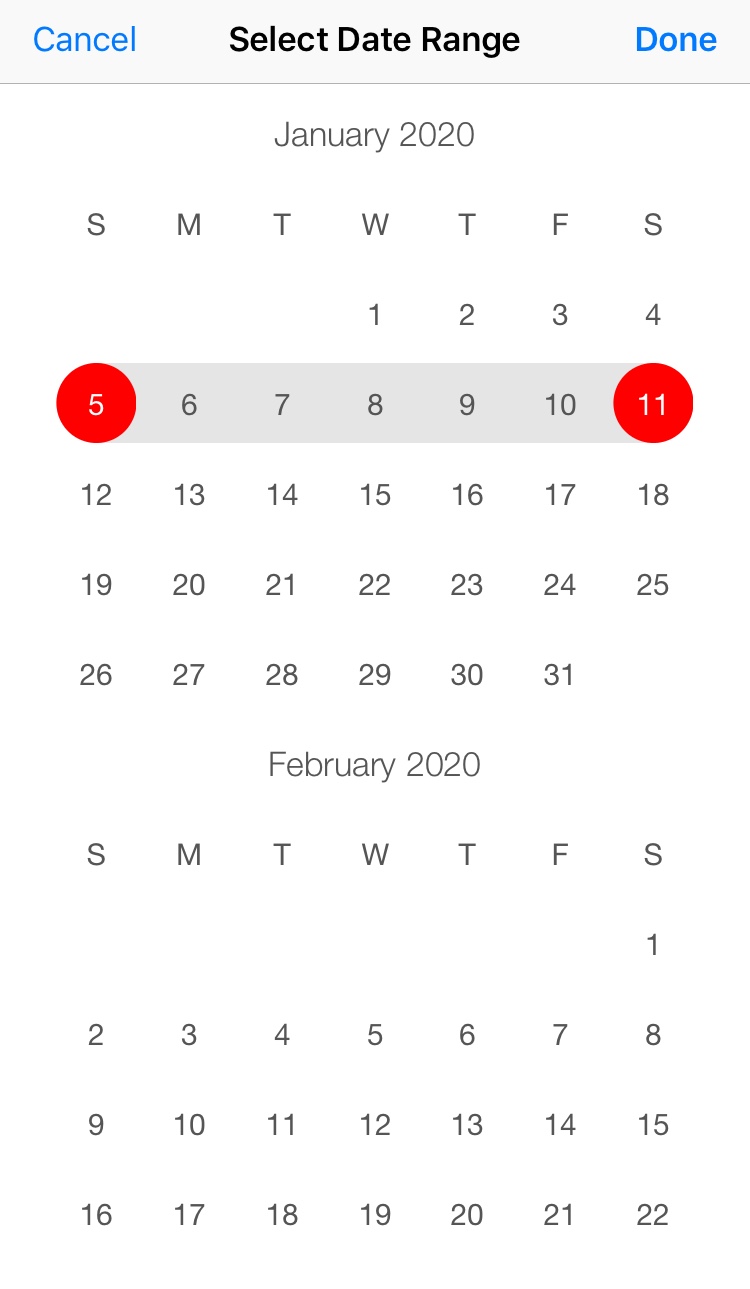 Cancel Select Date Range Done
January 2020
S M T W T F S
1 2 3 4
5 6 7 8 9 10 11
12 13 14 15 16 17 18
19 20 21 22 23 24 25
26 27 28 29 30 31
February 2020
S M T W T F S
1
2 3 4 5 6 7 8
9 10 11 12 13 14 15
16 17 18 19 20 21 22